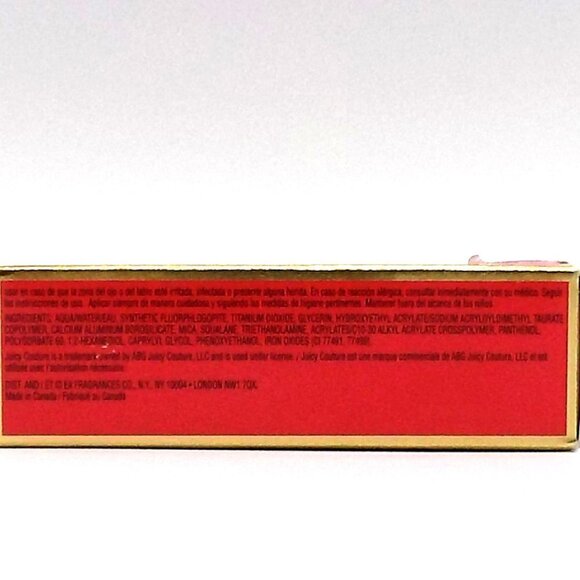 usar en caso de que la zona del ojo o del labio esté irritada, infectada o presente alguna herida. En caso de reacción alérgica, consultar inmediatamente con su médico. Seguir
las instrucciones de uso. Aplicar siempre de manera cuidadosa y siguiendo las medidas de higiene pertinentes. Mantener fuera del alcance de los niños.
INGREDIENTS: AQUA/WATER/EAU, SYNTHETIC FLUORPHLOGOPITE, TITANIUM DIOXIDE, GLYCERIN, HYDROXYETHYL ACRYLATE/SODIUM ACRYLOYLDIMETHYL TAURATE
COPOLYMER, CALCIUM ALUMINUM BOROSILICATE, MICA, SQUALANE, TRIETHANOLAMINE, ACRYLATES/C10-30 ALKYL ACRYLATE CROSSPOLYMER, PANTHENOL,
POLYSORBATE 60, 1,2-HEXANEDIOL, CAPRYLYL GLYCOL, PHENOXYETHANOL, IRON OXIDES (CI 77491, 77499).
Juicy Couture is a trademark owned by ABG Juicy Couture, LLC and is used under license. / Juicy Couture est une marque commerciale de ABG Juicy Couture, LLC et est
utilisée avec l'autorisation nécessaire.
DIST. AND / ET © EA FRAGRANCES CO., N.Y., NY 10004 • LONDON NW1 7QX.
Made in Canada / Fabriqué au Canada